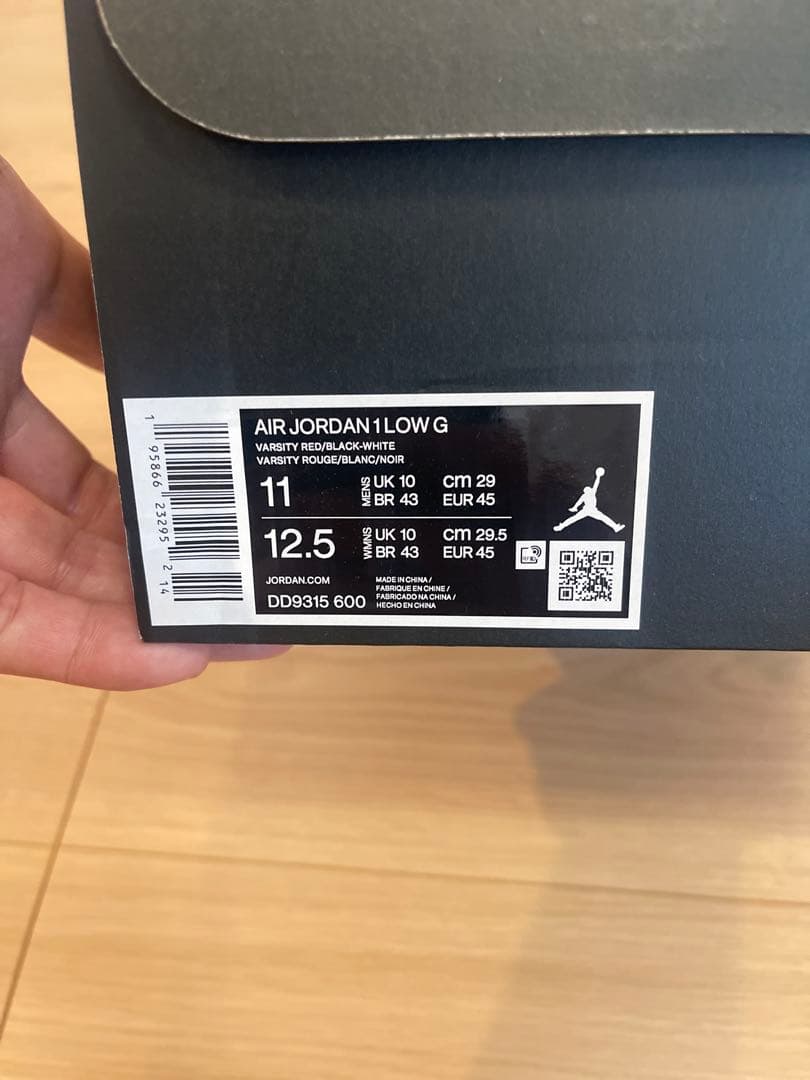 AIR JORDAN 1 LOW G
VARSITY RED/BLACK-WHITE
VARSITY ROUGE/BLANC/NOIR
11 MENS UK 10 cm 29
BR 43 EUR 45
12.5 WMNS UK 10 cm 29.5
BR 43 EUR 45
JORDAN.COM
DD9315 600
MADE IN CHINA /
FABRIQUE EN CHINE /
FABRICADO NA CHINA /
HECHO EN CHINA
1 95866 23295 2 14